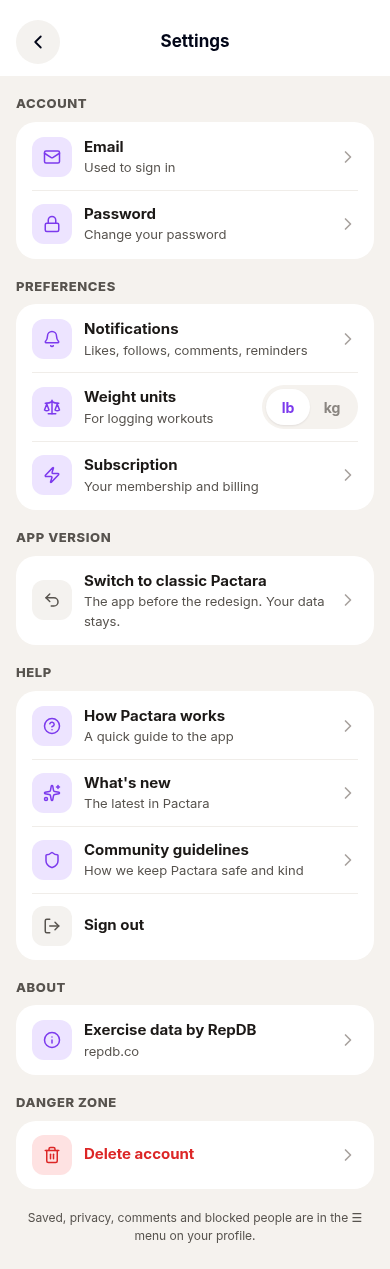 Settings
ACCOUNT
Email
Used to sign in
Password
Change your password
PREFERENCES
Notifications
Likes, follows, comments, reminders
Weight units
For logging workouts
lb kg
Subscription
Your membership and billing
APP VERSION
Switch to classic Pactara
The app before the redesign. Your data
stays.
HELP
How Pactara works
A quick guide to the app
What's new
The latest in Pactara
Community guidelines
How we keep Pactara safe and kind
Sign out
ABOUT
Exercise data by RepDB
repdb.co
DANGER ZONE
Delete account
Saved, privacy, comments and blocked people are in the ☰
menu on your profile.